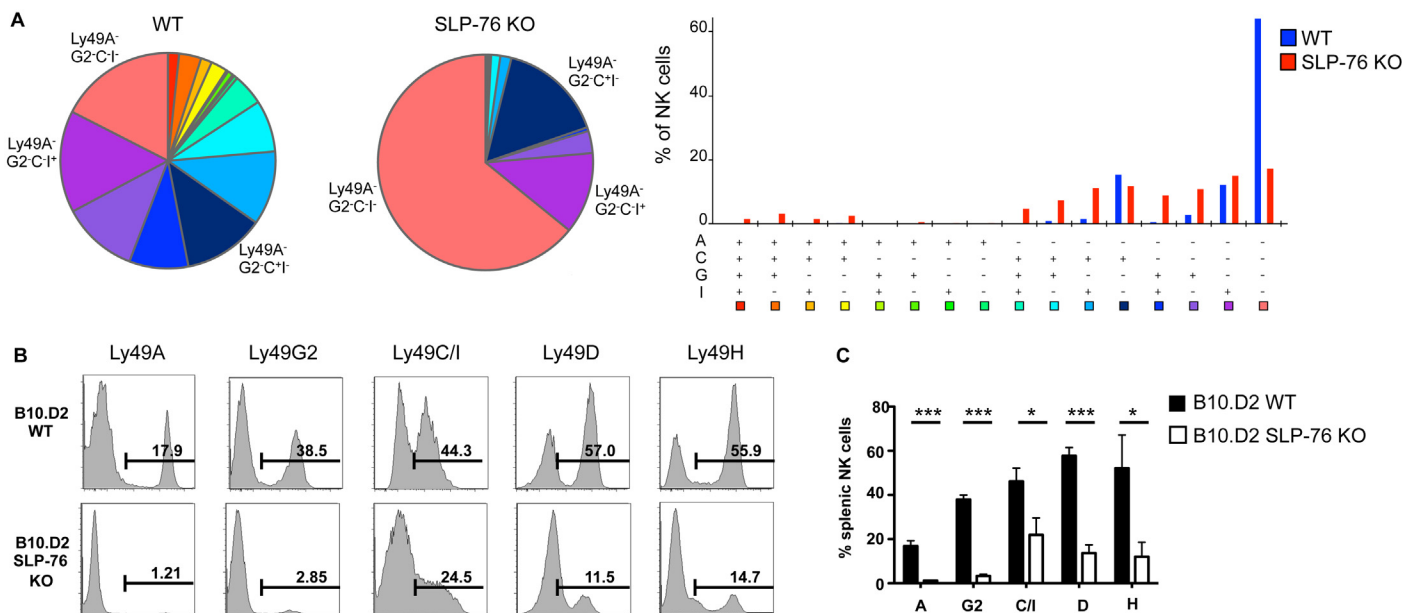 A
WT
SLP-76 KO
Ly49A⁻
G2⁻C⁻I⁻
Ly49A⁻
G2⁻C⁻I⁺
Ly49A⁻
G2⁻C⁺I⁻
Ly49A⁻
G2⁻C⁺I⁻
Ly49A⁻
G2⁻C⁻I⁻
Ly49A⁻
G2⁻C⁻I⁺
% of NK cells
60
40
20
0
WT
SLP-76 KO
A + + + + + + + + - - - - - - - -
C + + + + - - - - + + + + - - - -
G + + - - + + - - + + - - + + - -
I + - + - + - + - + - + - + - + -
B
Ly49A Ly49G2 Ly49C/I Ly49D Ly49H
B10.D2
WT
17.9 38.5 44.3 57.0 55.9
B10.D2
SLP-76
KO
1.21 2.85 24.5 11.5 14.7
C
% splenic NK cells
80
60
40
20
0
*** *** * *** *
A G2 C/I D H
B10.D2 WT
B10.D2 SLP-76 KO